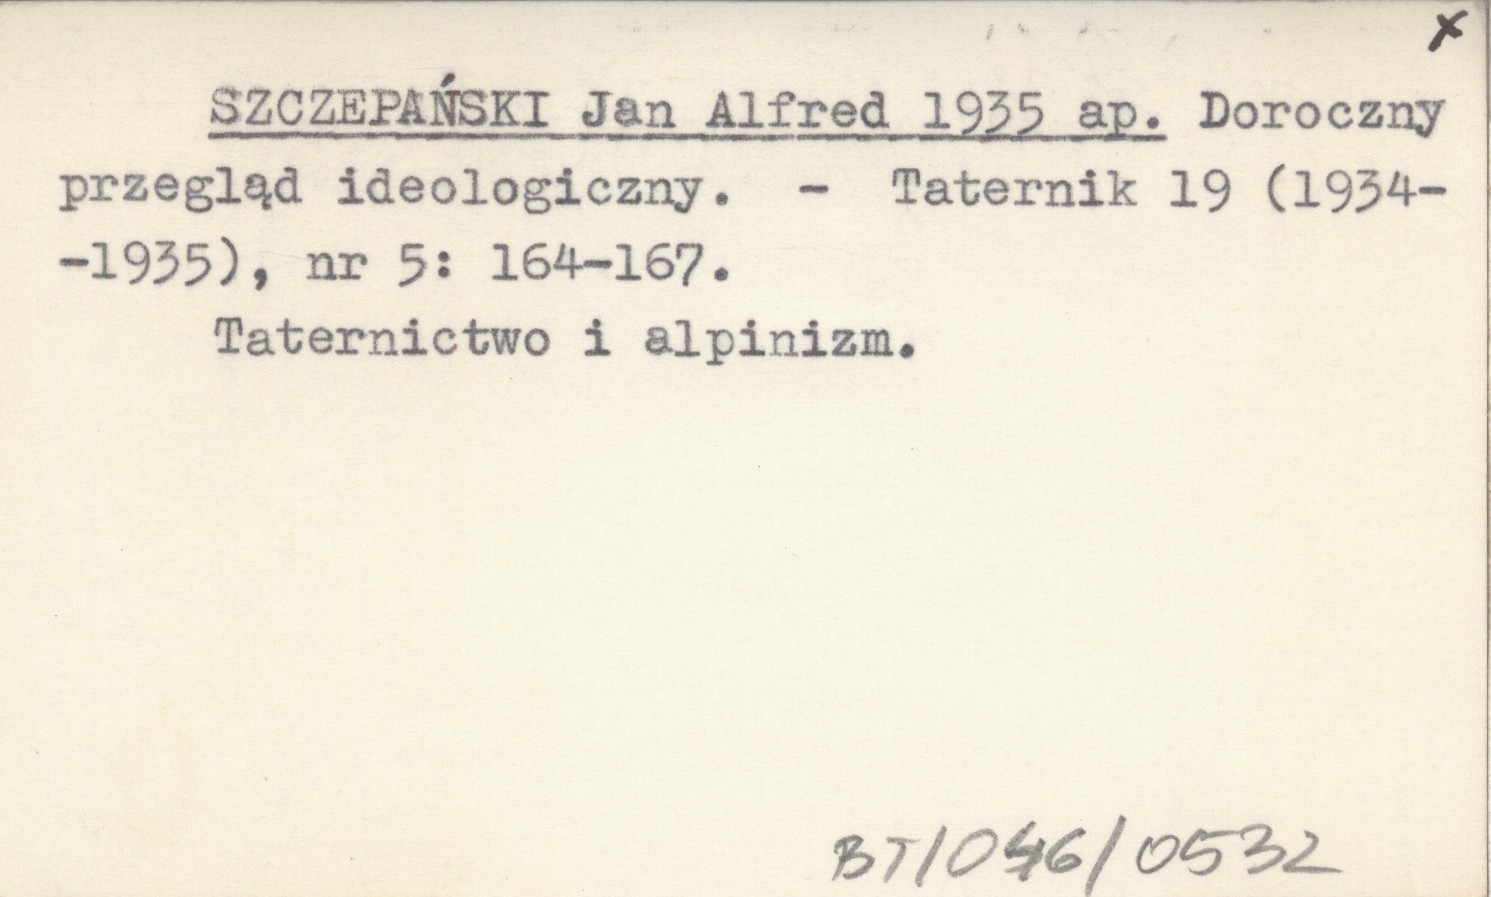 x
SZCZEPAŃSKI Jan Alfred 1935 ap. Doroczny
przegląd ideologiczny. - Taternik 19 (1934-
-1935), nr 5: 164-167.
Taternictwo i alpinizm.
BT/046/0532